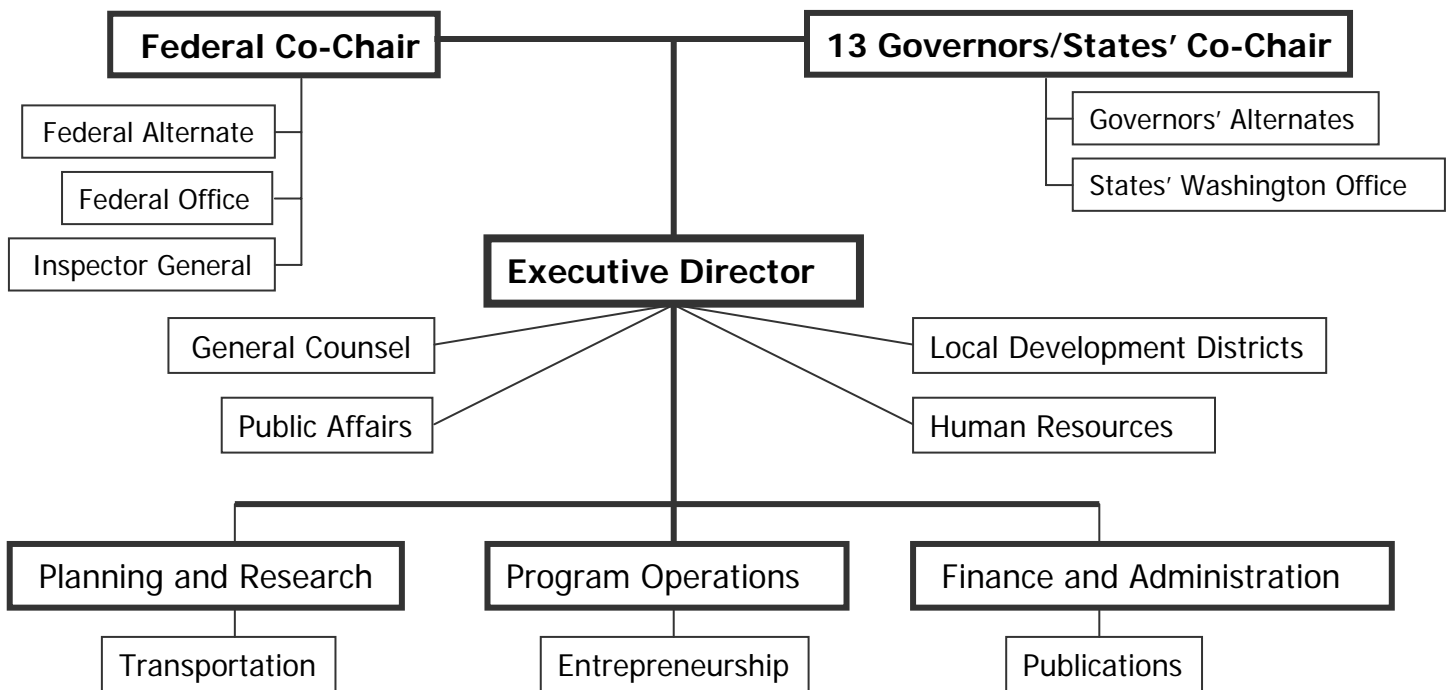 Federal Co-Chair
13 Governors/States’ Co-Chair
Federal Alternate
Governors’ Alternates
Federal Office
States’ Washington Office
Inspector General
Executive Director
General Counsel
Local Development Districts
Public Affairs
Human Resources
Planning and Research
Program Operations
Finance and Administration
Transportation
Entrepreneurship
Publications